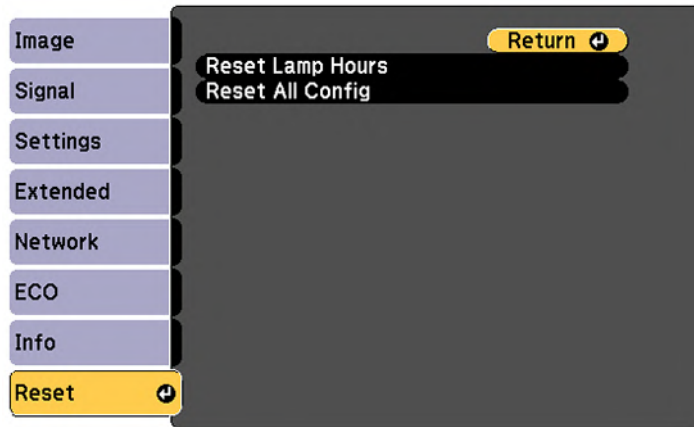 Image
Signal
Settings
Extended
Network
ECO
Info
Reset
Return
Reset Lamp Hours
Reset All Config